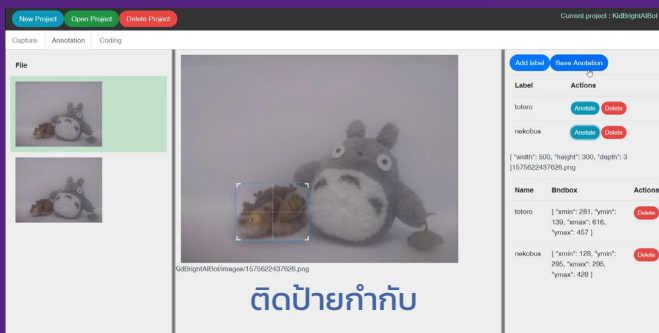 New Project Open Project Delete Project
Current project : KidBrightAIBot
Capture Annotation Coding
File
KidBrightAIBot/images/1575622437626.png
ติดป้ายกำกับ
Add label Save Anotation
Label Actions
totoro Anotate Delete
nekobus Anotate Delete
{ "width": 500, "height": 300, "depth": 3
}1575622437626.png
Name Bndbox Actions
totoro { "xmin": 281, "ymin": Delete
139, "xmax": 616,
"ymax": 457 }
nekobus { "xmin": 128, "ymin": Delete
295, "xmax": 295,
"ymax": 428 }